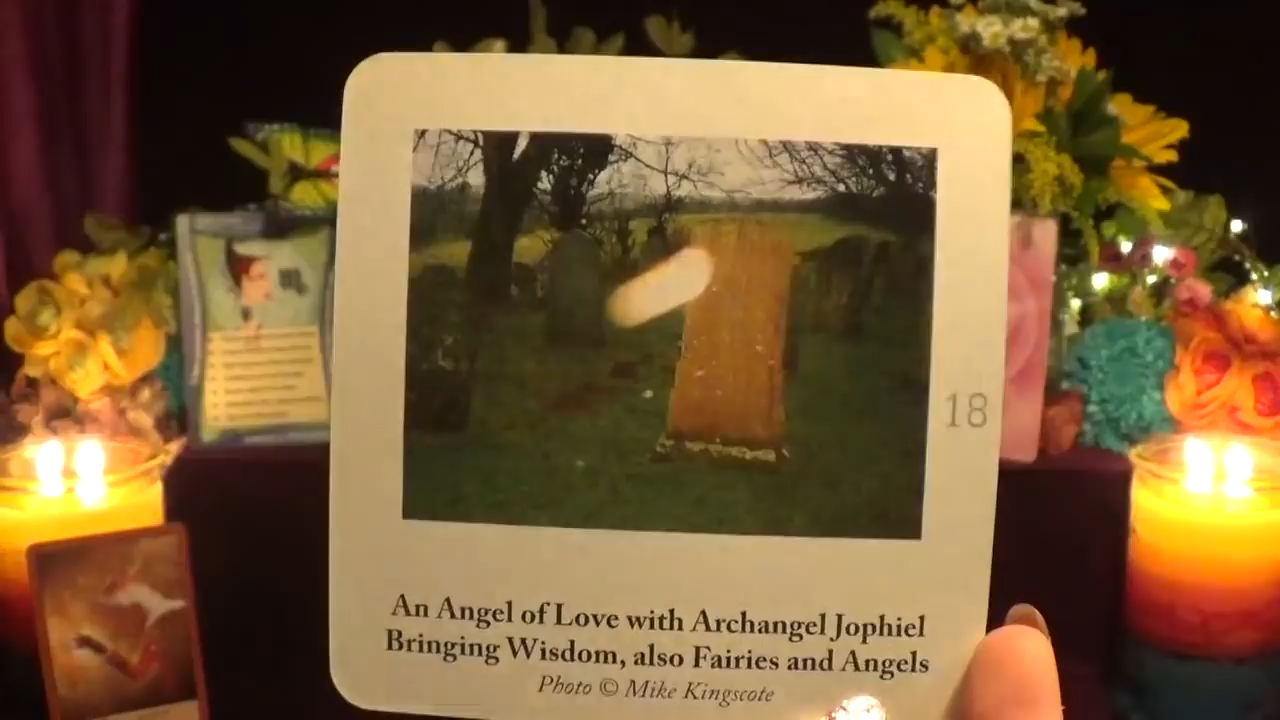 18
An Angel of Love with Archangel Jophiel
Bringing Wisdom, also Fairies and Angels
Photo © Mike Kingscote